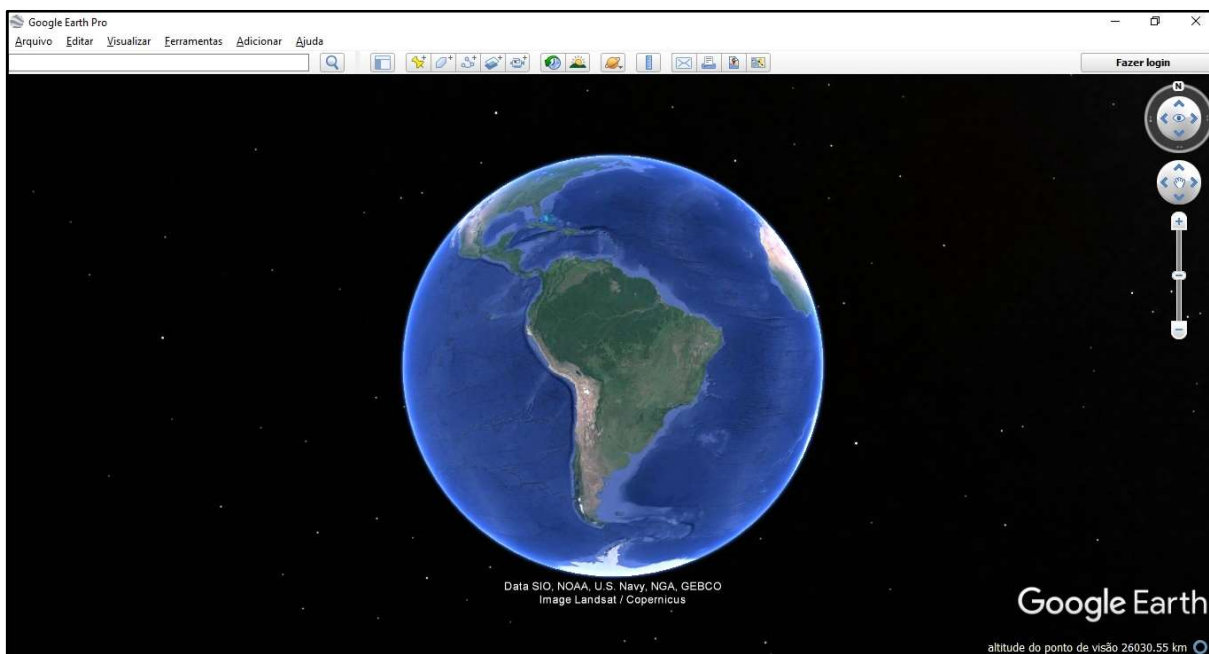 Google Earth Pro
Arquivo Editar Visualizar Ferramentas Adicionar Ajuda
Fazer login
N
Data SIO, NOAA, U.S. Navy, NGA, GEBCO
Image Landsat / Copernicus
Google Earth
altitude do ponto de visão 26030.55 km